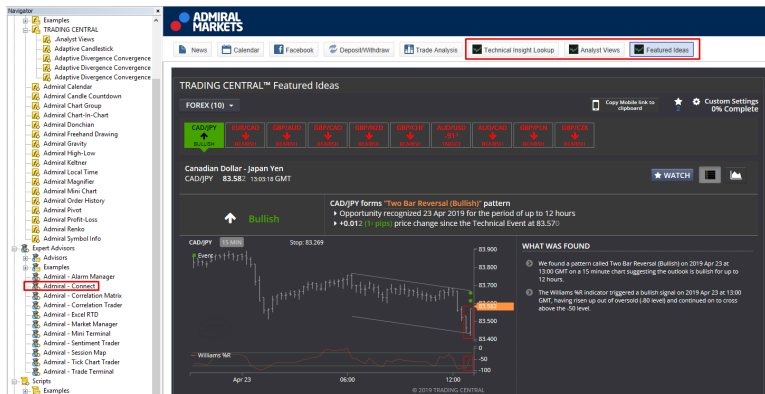 Navigator
Examples
TRADING CENTRAL
.Analyst Views
Adaptive Candlestick
Adaptive Divergence Convergence
Adaptive Divergence Convergence
Adaptive Divergence Convergence
Admiral Calendar
Admiral Candle Countdown
Admiral Chart Group
Admiral Chart-In-Chart
Admiral Donchian
Admiral Freehand Drawing
Admiral Gravity
Admiral High-Low
Admiral Keltner
Admiral Local Time
Admiral Magnifier
Admiral Mini Chart
Admiral Order History
Admiral Pivot
Admiral Profit-Loss
Admiral Renko
Admiral Symbol Info
Expert Advisors
Advisors
Examples
Admiral - Alarm Manager
Admiral - Connect
Admiral - Correlation Matrix
Admiral - Correlation Trader
Admiral - Excel RTD
Admiral - Market Manager
Admiral - Mini Terminal
Admiral - Sentiment Trader
Admiral - Session Map
Admiral - Tick Chart Trader
Admiral - Trade Terminal
Scripts
Examples
ADMIRAL
MARKETS
News Calendar Facebook Deposit/Withdraw Trade Analysis Technical Insight Lookup Analyst Views Featured Ideas
TRADING CENTRAL™ Featured Ideas
FOREX (10)
Copy Mobile link to
clipboard
2
Custom Settings
0% Complete
CAD/JPY EUR/CAD GBP/AUD GBP/CAD GBP/NZD GBP/CHF AUD/USD AUD/CAD GBP/PLN GBP/CZK
BULLISH
Canadian Dollar - Japan Yen
CAD/JPY 83.582 13:03:18 GMT
WATCH
Bullish
CAD/JPY forms "Two Bar Reversal (Bullish)" pattern
Opportunity recognized 23 Apr 2019 for the period of up to 12 hours
+0.012 (1 pips) price change since the Technical Event at 83.570
CAD/JPY 15 MIN Stop: 83.269
Event
83.900
83.800
83.700
83.600
83.582
83.500
83.400
Williams %R
0
-50
-100
Apr 23 06:00 12:00
© 2019 TRADING CENTRAL
WHAT WAS FOUND
We found a pattern called Two Bar Reversal (Bullish) on 2019 Apr 23 at
13:00 GMT on a 15 minute chart suggesting the outlook is bullish for up to
12 hours.
The Williams %R indicator triggered a bullish signal on 2019 Apr 23 at 13:00
GMT, having risen up out of oversold (-80 level) and continued on to cross
above the -50 level.